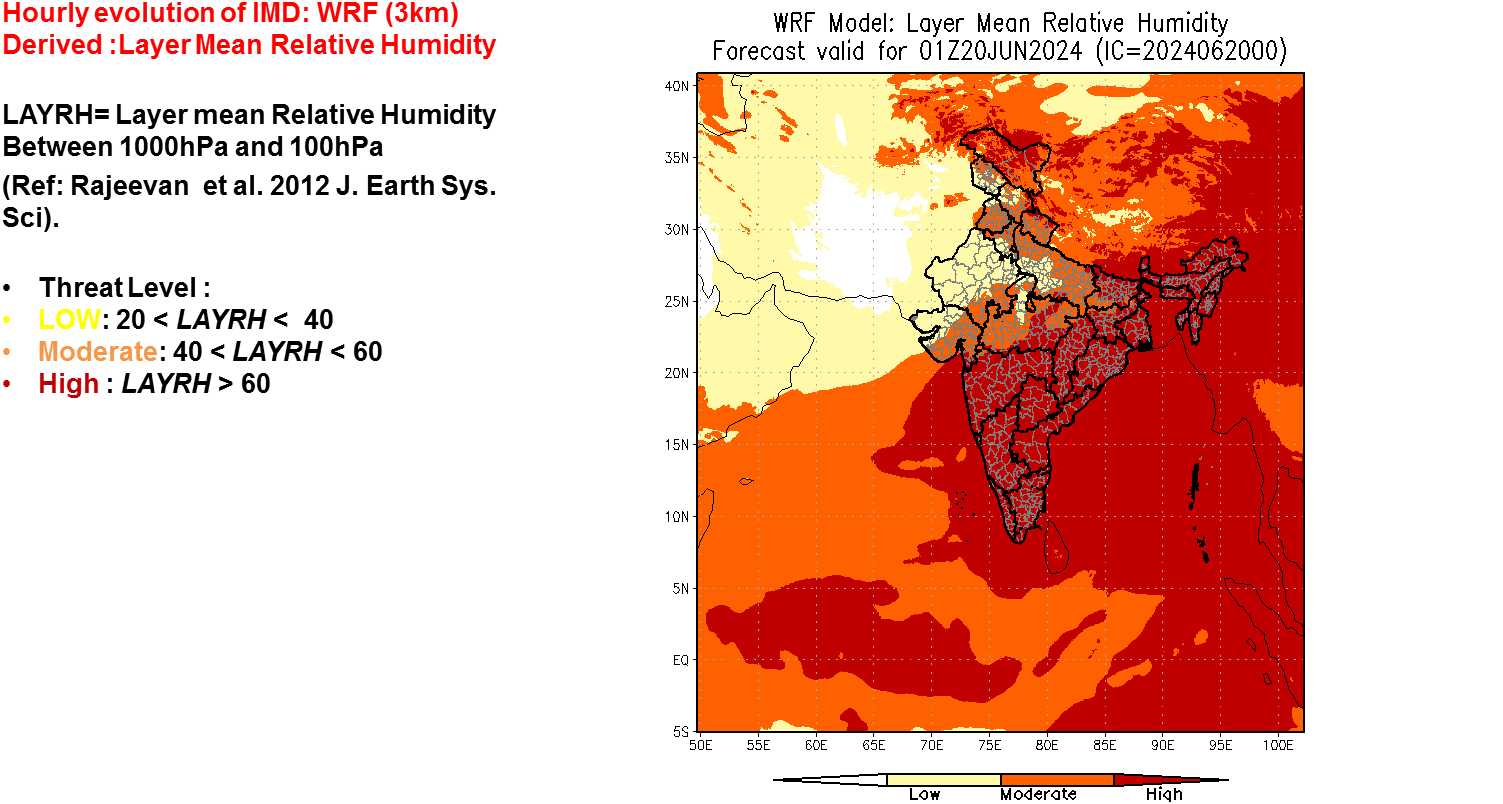 Hourly evolution of IMD: WRF (3km)
Derived :Layer Mean Relative Humidity
LAYRH= Layer mean Relative Humidity
Between 1000hPa and 100hPa
(Ref: Rajeevan et al. 2012 J. Earth Sys.
Sci).
• Threat Level :
• LOW: 20 < LAYRH < 40
• Moderate: 40 < LAYRH < 60
• High : LAYRH > 60
WRF Model: Layer Mean Relative Humidity
Forecast valid for 01Z20JUN2024 (IC=2024062000)
40N
35N
30N
25N
20N
15N
10N
5N
EQ
5S
50E 55E 60E 65E 70E 75E 80E 85E 90E 95E 100E
Low Moderate High